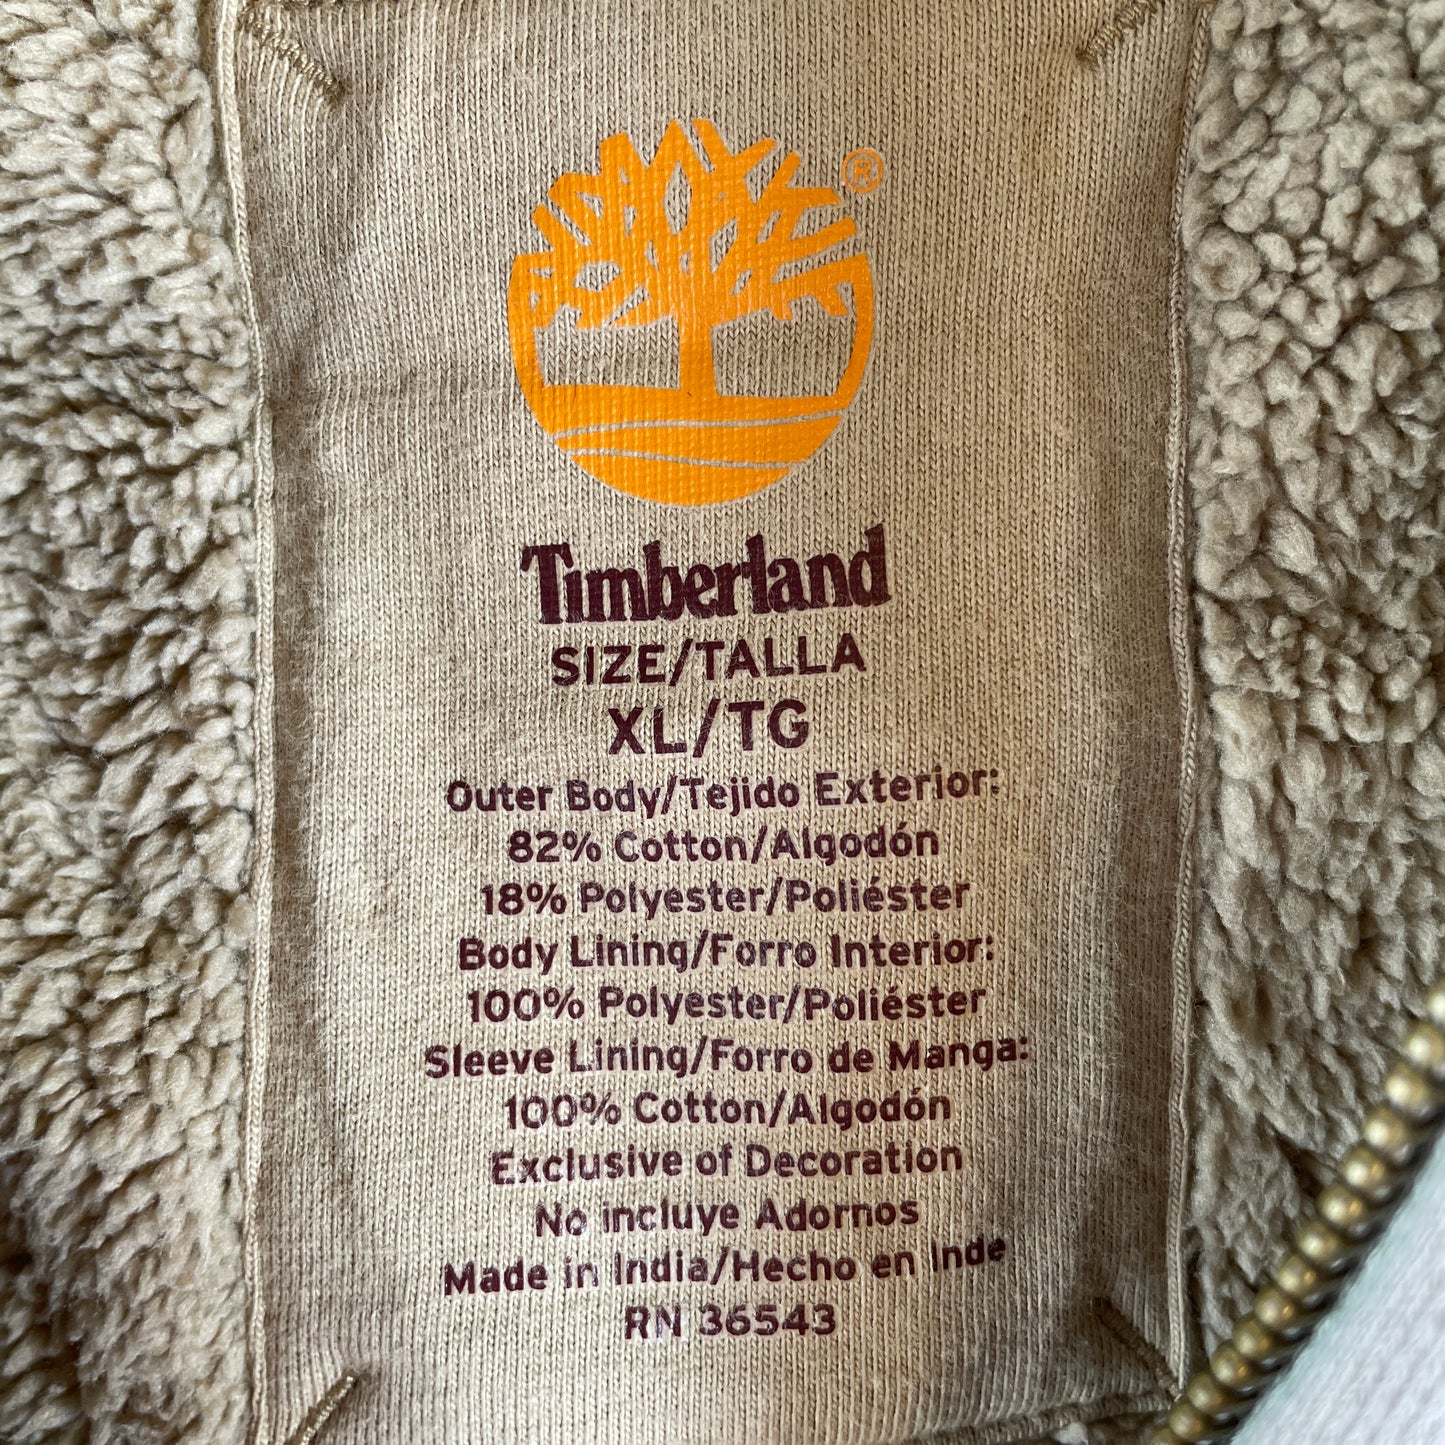 ®
Timberland
SIZE/TALLA
XL/TG
Outer Body/Tejido Exterior:
82% Cotton/Algodón
18% Polyester/Poliéster
Body Lining/Forro Interior:
100% Polyester/Poliéster
Sleeve Lining/Forro de Manga:
100% Cotton/Algodón
Exclusive of Decoration
No incluye Adornos
Made in India/Hecho en Inde
RN 36543